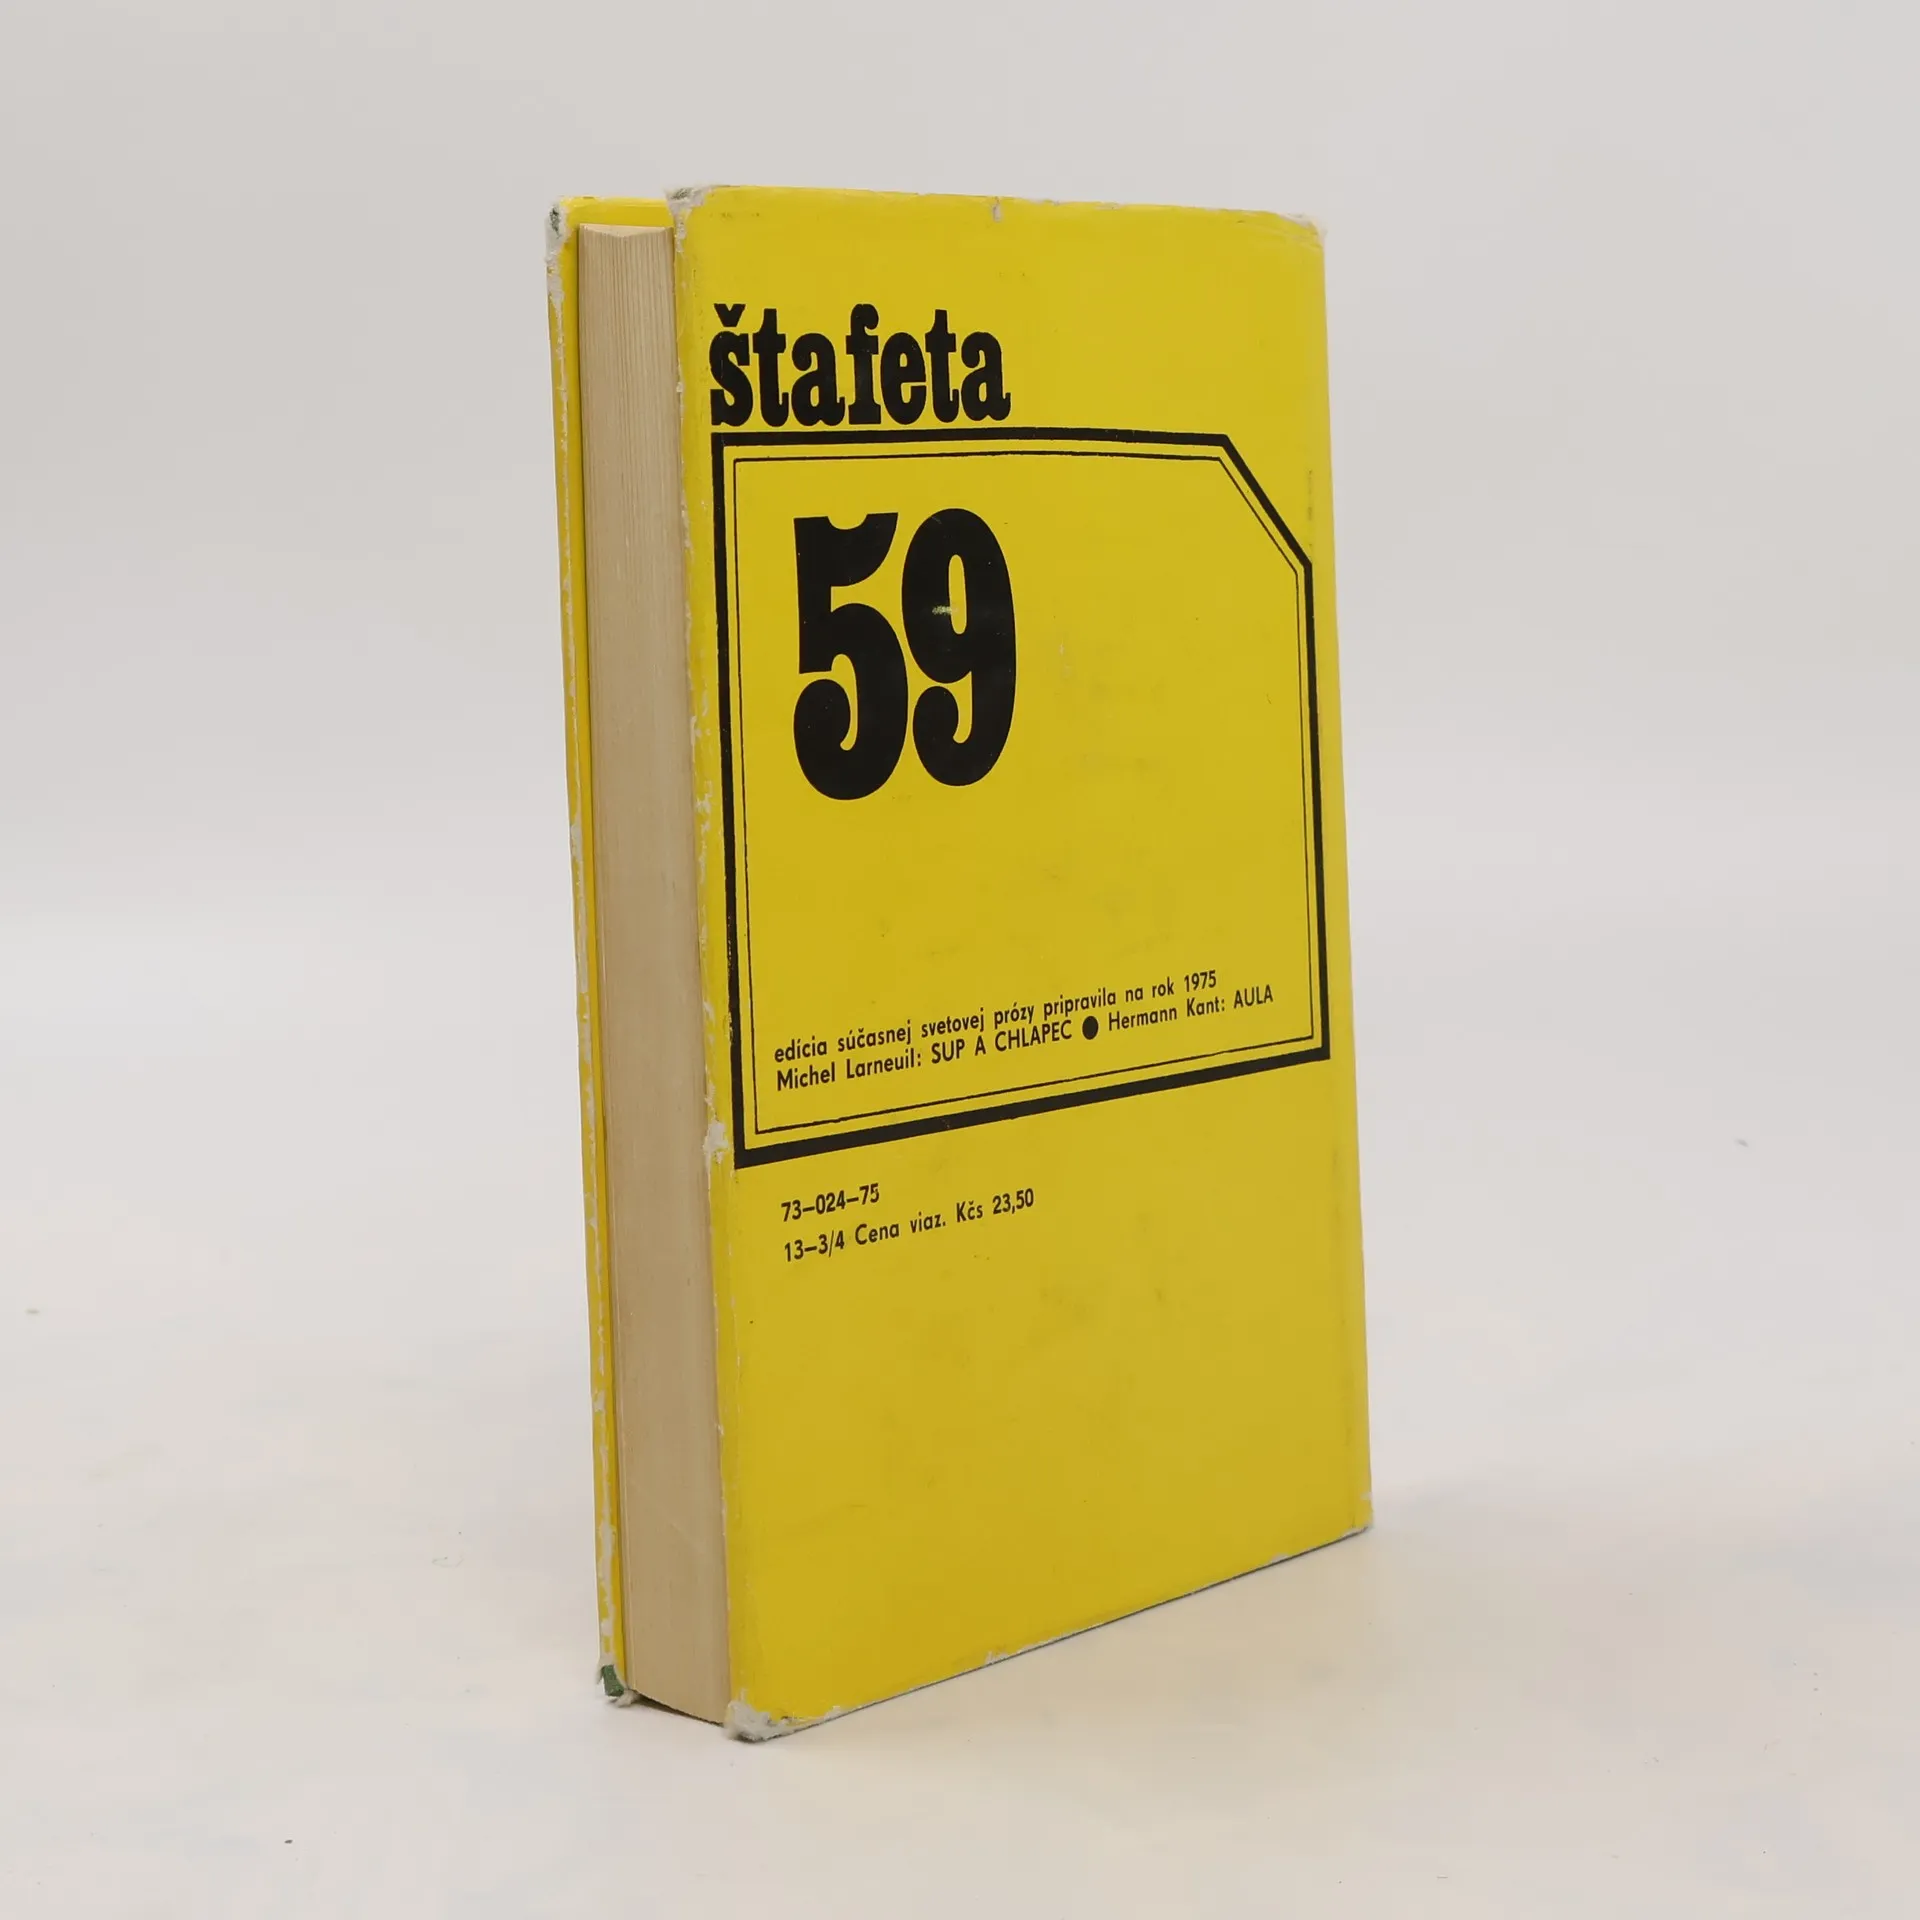 štafeta
59
edícia súčasnej svetovej prózy pripravila na rok 1975
Michel Larneuil: SUP A CHLAPEC ● Hermann Kant: AULA
73–024–75
13–3/4 Cena viaz. Kčs 23,50